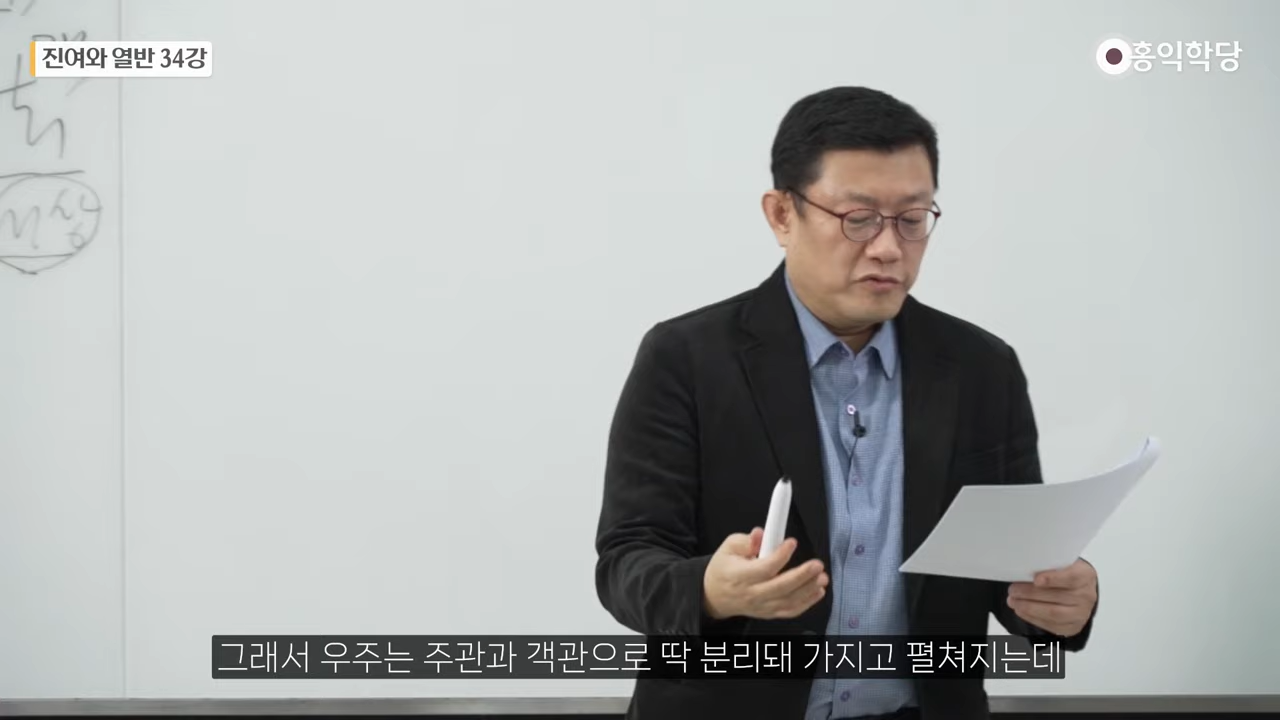 진여와 열반 34강
홍익학당
그래서 우주는 주관과 객관으로 딱 분리돼 가지고 펼쳐지는데